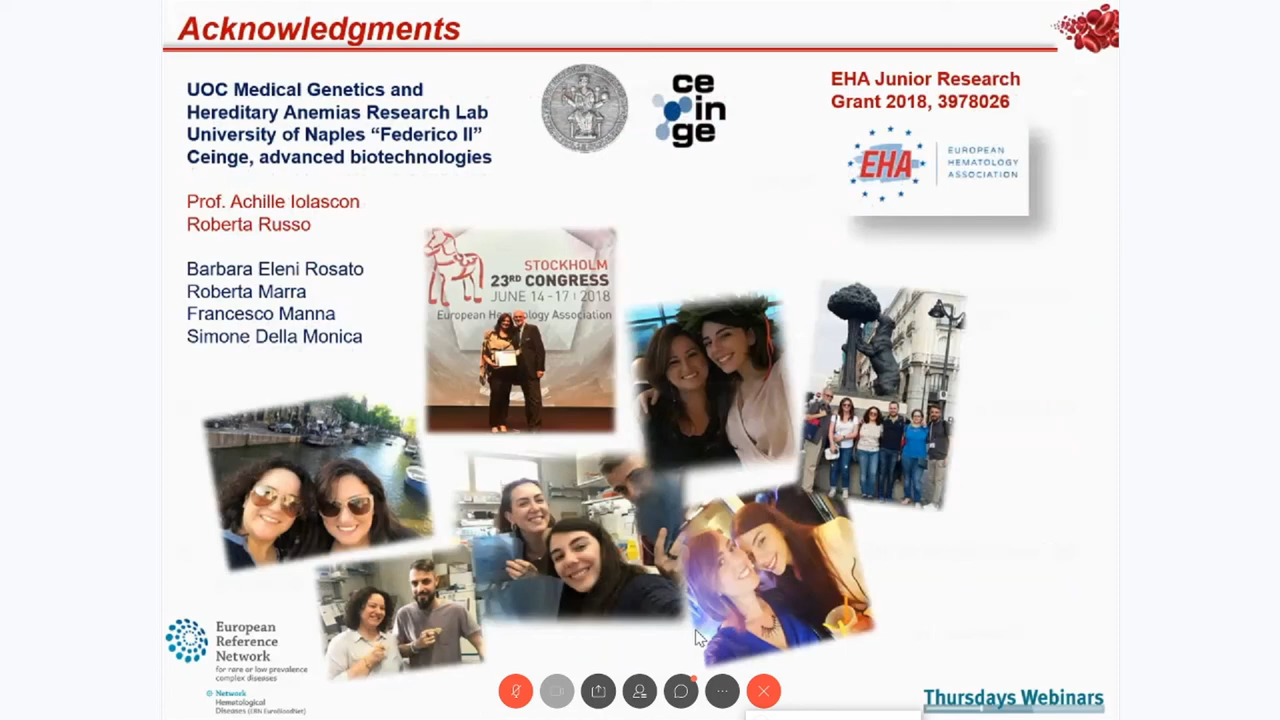 Acknowledgments
UOC Medical Genetics and
Hereditary Anemias Research Lab
University of Naples “Federico II”
Ceinge, advanced biotechnologies
Prof. Achille Iolascon
Roberta Russo
Barbara Eleni Rosato
Roberta Marra
Francesco Manna
Simone Della Monica
ce
in
ge
EHA Junior Research
Grant 2018, 3978026
EHA
EUROPEAN
HEMATOLOGY
ASSOCIATION
STOCKHOLM
23RD CONGRESS
JUNE 14-17 | 2018
European Hematology Association
European
Reference
Network
for rare or low prevalence
complex diseases
Network
Hematological
Diseases (ERN EuroBloodNet)
Thursdays Webinars